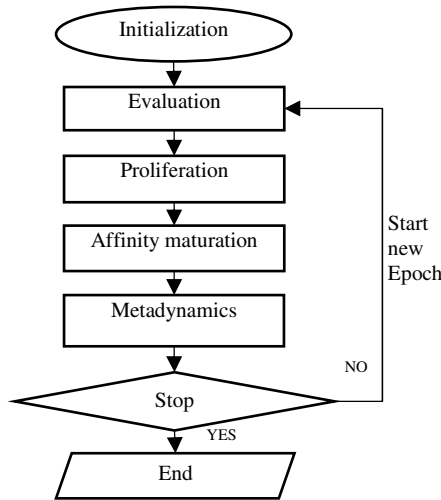 Initialization
Evaluation
Proliferation
Affinity maturation
Start
new
Epoch
Metadynamics
NO
Stop
YES
End